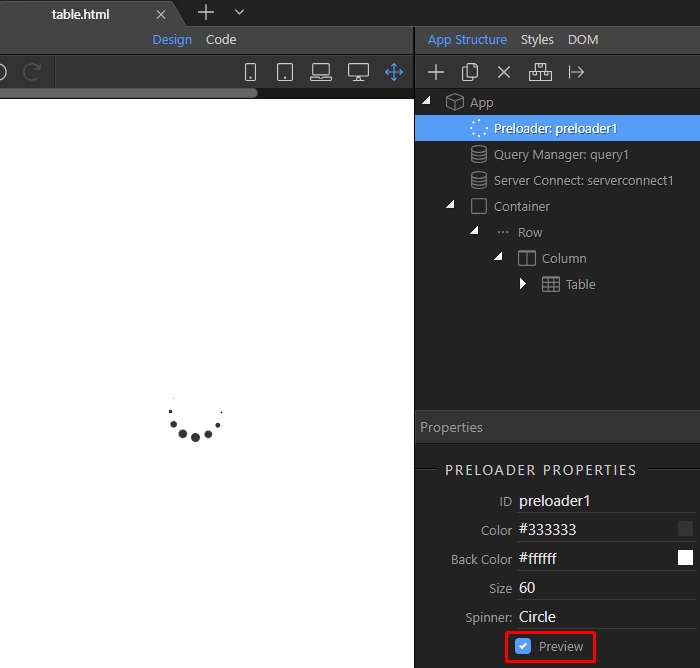 table.html
Design Code
App Structure Styles DOM
App
Preloader: preloader1
Query Manager: query1
Server Connect: serverconnect1
Container
Row
Column
Table
Properties
PRELOADER PROPERTIES
ID preloader1
Color #333333
Back Color #ffffff
Size 60
Spinner: Circle
Preview